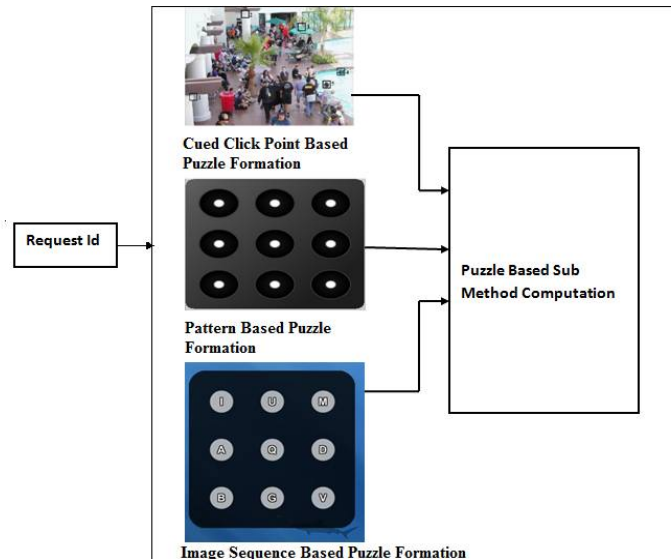 Cued Click Point Based
Puzzle Formation
Request Id
Puzzle Based Sub
Method Computation
Pattern Based Puzzle
Formation
I U M
A Q D
B G V
Image Sequence Based Puzzle Formation